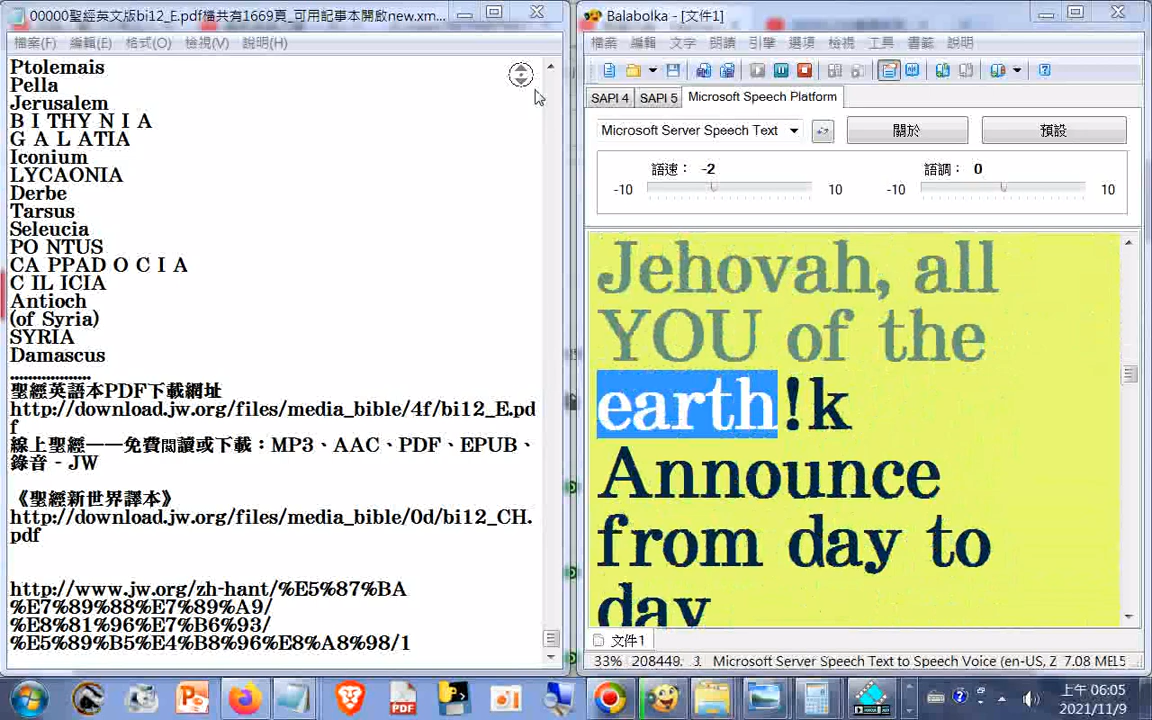 00000聖經英文版bi12_E.pdf檔共有1669頁_可用記事本開啟new.xm...
檔案(F) 編輯(E) 格式(O) 檢視(V) 說明(H)
Ptolemais
Pella
Jerusalem
B I THY N I A
G A L ATIA
Iconium
LYCAONIA
Derbe
Tarsus
Seleucia
PO NTUS
CA PPAD O C I A
C IL ICIA
Antioch
(of Syria)
SYRIA
Damascus
..................
聖經英語本PDF下載網址
http://download.jw.org/files/media_bible/4f/bi12_E.pd
f
線上聖經——免費閱讀或下載：MP3、AAC、PDF、EPUB、
錄音 - JW
《聖經新世界譯本》
http://download.jw.org/files/media_bible/0d/bi12_CH.
pdf
http://www.jw.org/zh-hant/%E5%87%BA
%E7%89%88%E7%89%A9/
%E8%81%96%E7%B6%93/
%E5%89%B5%E4%B8%96%E8%A8%98/1
Balabolka - [文件1]
檔案 編輯 文字 朗讀 引擎 選項 檢視 工具 書籤 說明
SAPI 4 SAPI 5 Microsoft Speech Platform
Microsoft Server Speech Text 關於 預設
語速： -2 語調： 0
-10 10 -10 10
Jehovah, all
YOU of the
earth!k
Announce
from day to
day
文件1
33% 208449. 3. Microsoft Server Speech Text to Speech Voice (en-US, Z 7.08 MEL5
PDF
上午 06:05
2021/11/9